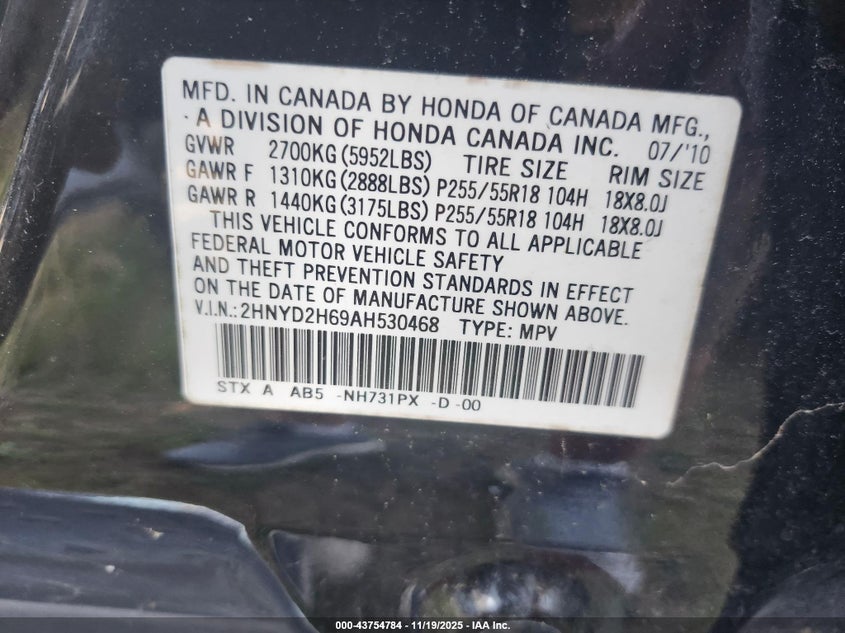 MFD. IN CANADA BY HONDA OF CANADA MFG.,
A DIVISION OF HONDA CANADA INC. 07/'10
GVWR 2700KG(5952LBS) TIRE SIZE RIM SIZE
GAWR F 1310KG(2888LBS) P255/55R18 104H 18X8.0J
GAWR R 1440KG(3175LBS) P255/55R18 104H 18X8.0J
THIS VEHICLE CONFORMS TO ALL APPLICABLE
FEDERAL MOTOR VEHICLE SAFETY
AND THEFT PREVENTION STANDARDS IN EFFECT
ON THE DATE OF MANUFACTURE SHOWN ABOVE.
V.I.N.: 2HNYD2H69AH530468 TYPE: MPV
STX A AB5 -NH731PX -D -00
000-43754784 - 11/19/2025 - IAA Inc.